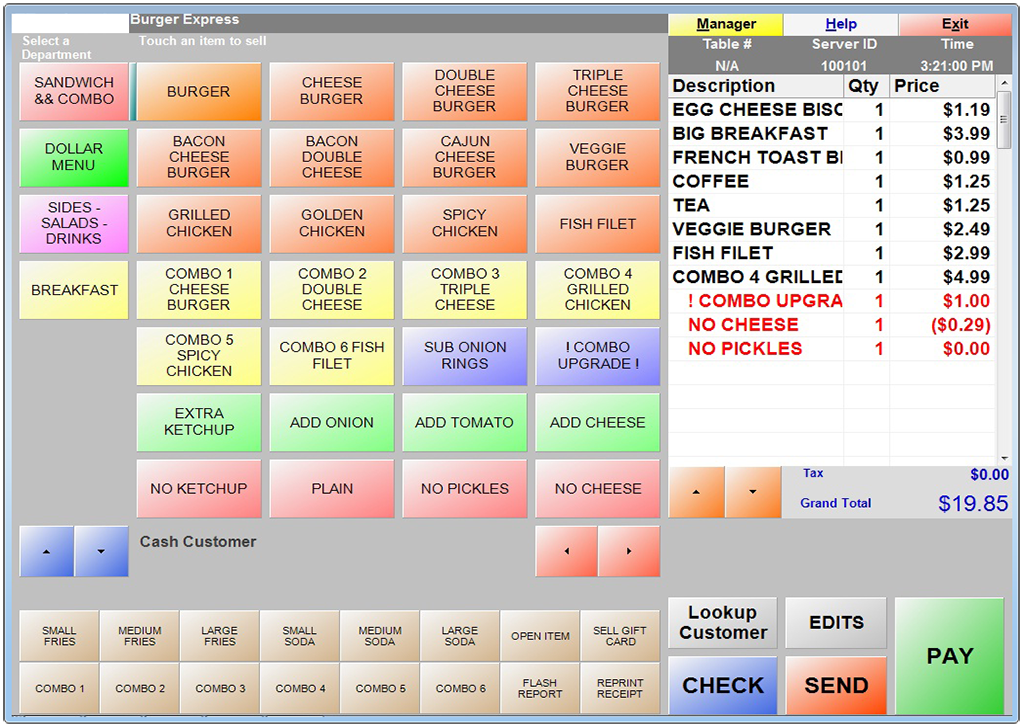 Burger Express
Manager
Help
Exit
Select a
Department
Touch an item to sell
Table #
Server ID
Time
N/A
100101
3:21:00 PM
SANDWICH
&& COMBO
BURGER
CHEESE
BURGER
DOUBLE
CHEESE
BURGER
TRIPLE
CHEESE
BURGER
DOLLAR
MENU
BACON
CHEESE
BURGER
BACON
DOUBLE
CHEESE
CAJUN
CHEESE
BURGER
VEGGIE
BURGER
SIDES -
SALADS -
DRINKS
GRILLED
CHICKEN
GOLDEN
CHICKEN
SPICY
CHICKEN
FISH FILET
BREAKFAST
COMBO 1
CHEESE
BURGER
COMBO 2
DOUBLE
CHEESE
COMBO 3
TRIPLE
CHEESE
COMBO 4
GRILLED
CHICKEN
COMBO 5
SPICY
CHICKEN
COMBO 6 FISH
FILET
SUB ONION
RINGS
! COMBO
UPGRADE !
EXTRA
KETCHUP
ADD ONION
ADD TOMATO
ADD CHEESE
NO KETCHUP
PLAIN
NO PICKLES
NO CHEESE
Description Qty Price
EGG CHEESE BISC 1 $1.19
BIG BREAKFAST 1 $3.99
FRENCH TOAST BI 1 $0.99
COFFEE 1 $1.25
TEA 1 $1.25
VEGGIE BURGER 1 $2.49
FISH FILET 1 $2.99
COMBO 4 GRILLED 1 $4.99
! COMBO UPGRA 1 $1.00
NO CHEESE 1 ($0.29)
NO PICKLES 1 $0.00
Tax $0.00
Grand Total $19.85
Cash Customer
SMALL
FRIES
MEDIUM
FRIES
LARGE
FRIES
SMALL
SODA
MEDIUM
SODA
LARGE
SODA
OPEN ITEM
SELL GIFT
CARD
COMBO 1
COMBO 2
COMBO 3
COMBO 4
COMBO 5
COMBO 6
FLASH
REPORT
REPRINT
RECEIPT
Lookup
Customer
EDITS
PAY
CHECK
SEND